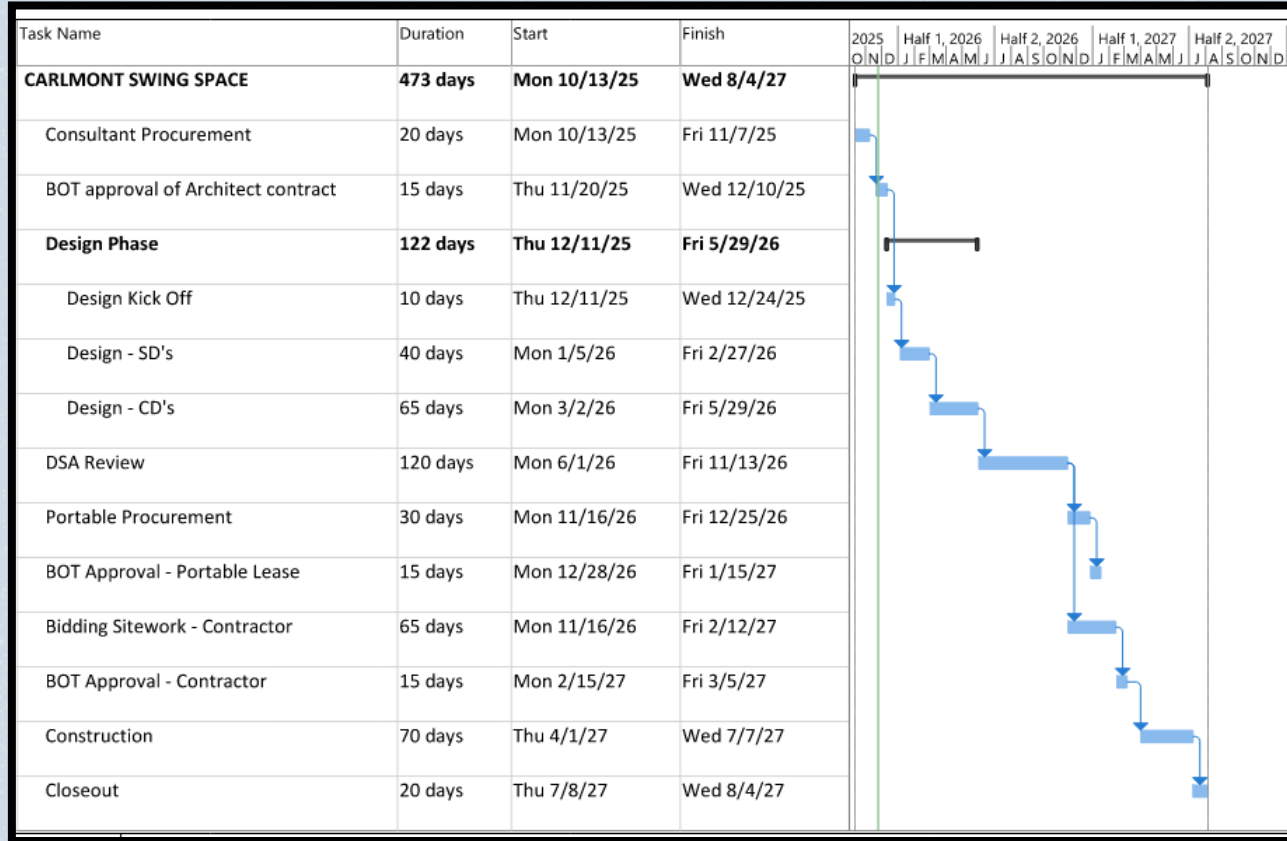 Task Name Duration Start Finish
2025 Half 1, 2026 Half 2, 2026 Half 1, 2027 Half 2, 2027
O N D J F M A M J J A S O N D J F M A M J J A S O N D
CARLMONT SWING SPACE 473 days Mon 10/13/25 Wed 8/4/27
Consultant Procurement 20 days Mon 10/13/25 Fri 11/7/25
BOT approval of Architect contract 15 days Thu 11/20/25 Wed 12/10/25
Design Phase 122 days Thu 12/11/25 Fri 5/29/26
Design Kick Off 10 days Thu 12/11/25 Wed 12/24/25
Design - SD's 40 days Mon 1/5/26 Fri 2/27/26
Design - CD's 65 days Mon 3/2/26 Fri 5/29/26
DSA Review 120 days Mon 6/1/26 Fri 11/13/26
Portable Procurement 30 days Mon 11/16/26 Fri 12/25/26
BOT Approval - Portable Lease 15 days Mon 12/28/26 Fri 1/15/27
Bidding Sitework - Contractor 65 days Mon 11/16/26 Fri 2/12/27
BOT Approval - Contractor 15 days Mon 2/15/27 Fri 3/5/27
Construction 70 days Thu 4/1/27 Wed 7/7/27
Closeout 20 days Thu 7/8/27 Wed 8/4/27